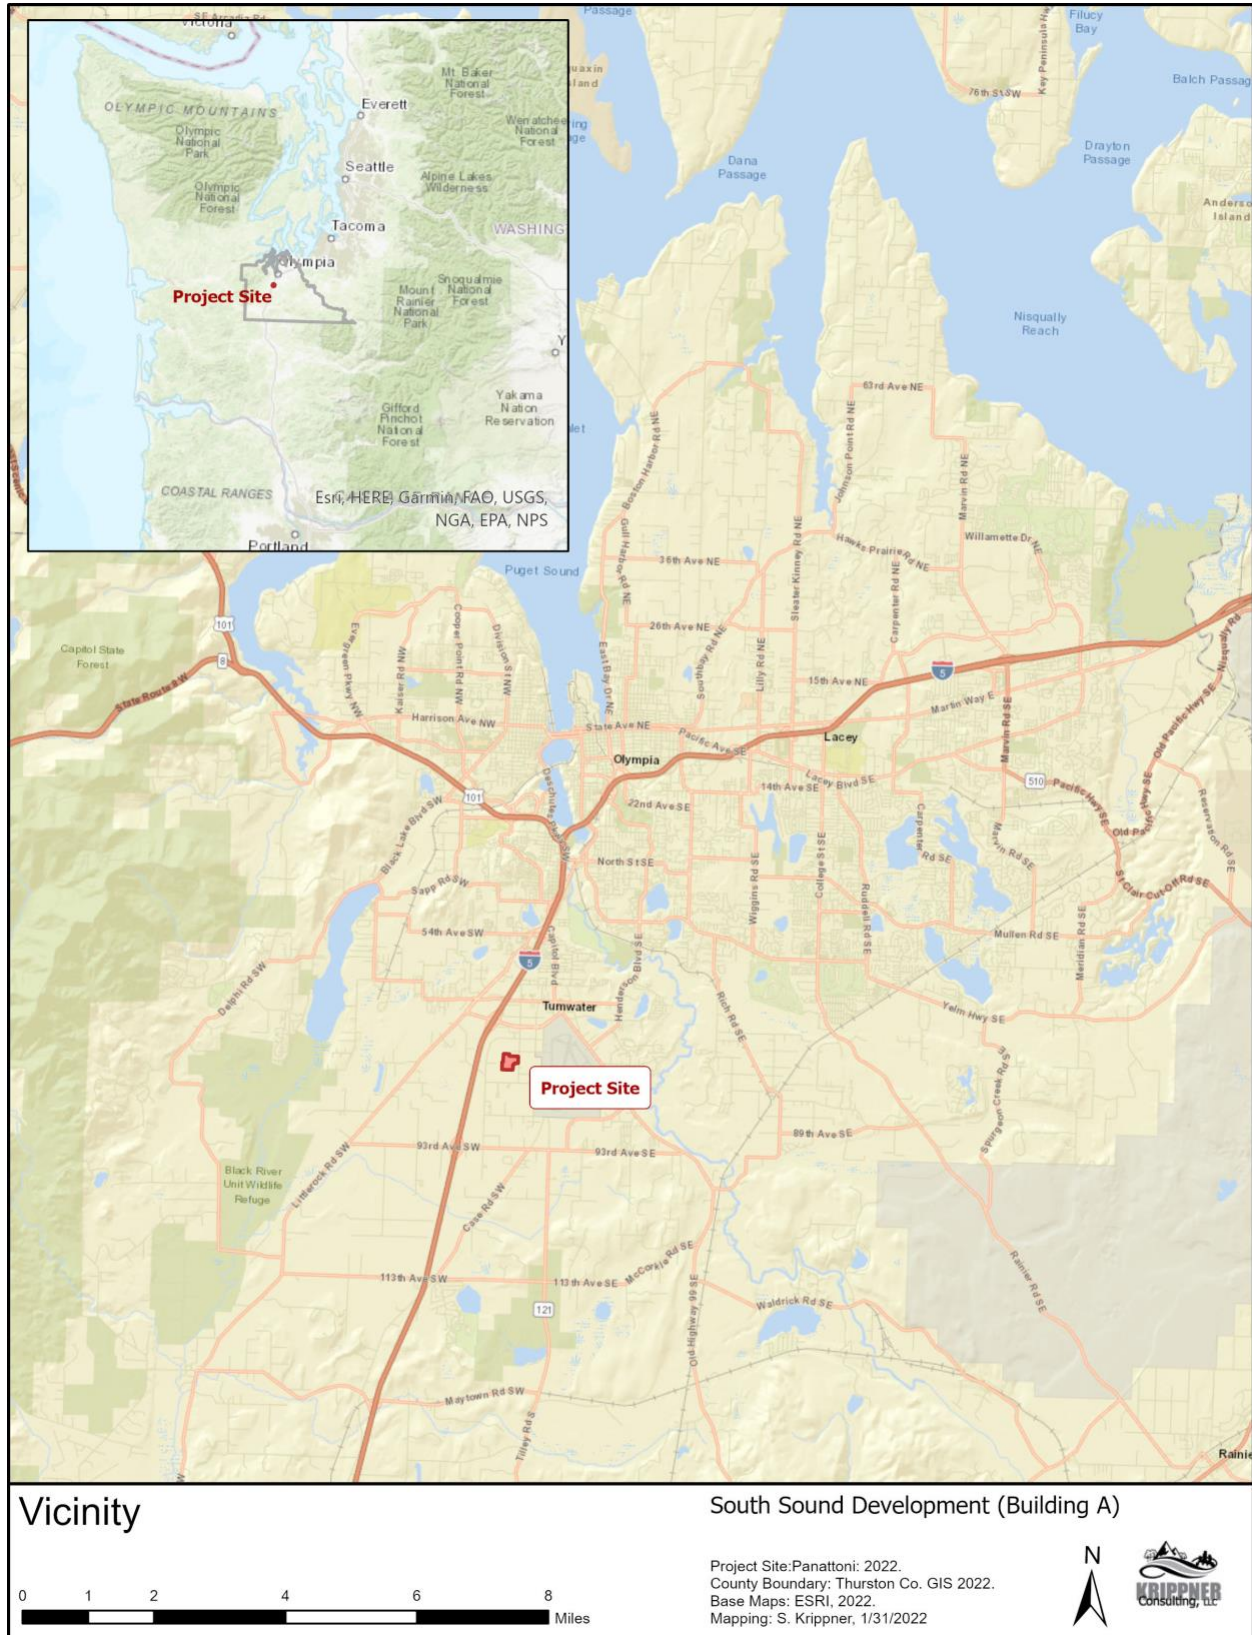 Passage
Filucy
Bay
Key Peninsula Hw
76th St SW
Balch Passag
Drayton
Passage
Dana
Passage
Anderso
Island
Nisqually
Reach
SE Arcadia Rd
Victoria
OLYMPIC MOUNTAINS
Mt Baker
National
Forest
Everett
Wenatchee
National
Forest
Olympic
National
Park
Seattle
Olympic
National
Forest
Alpine Lakes
Wilderness
Tacoma
WASHING
Olympia
Project Site
Snoqualmie
National
Forest
Mount
Rainier
National
Park
Y
Yakama
Nation
Reservation
Gifford
Pinchot
National
Forest
COASTAL RANGES
Esri, HERE, Garmin, FAO, USGS,
NGA, EPA, NPS
Portland
63rd Ave NE
Johnson Point Rd NE
Marvin Rd NE
Boston Harbor Rd NE
Gull Harbor Rd NE
Sleater Kinney Rd NE
Willamette Dr NE
Hawks Prairie Rd NE
36th Ave NE
Carpenter Rd NE
Puget Sound
26th Ave NE
Southbay Rd NE
Lilly Rd NE
East Bay Dr NE
Cooper Point Rd NW
Division St NW
Evergreen Pkwy NW
Kaiser Rd NW
101
8
Capitol State
Forest
State Route 8 W
Nisqually Rd
5
15th Ave NE
Martin Way E
Harrison Ave NW
State Ave NE
Pacific Ave SE
Lacey
Olympia
Marvin Rd SE
Old Pacific Hwy SE
Lacey Blvd SE
14th Ave SE
510
Pacific Hwy SE
Reservation Rd SE
101
22nd Ave SE
Black Lake Blvd SW
Carpenter
Rd SE
Marvin Rd SE
North St SE
College St SE
Wiggins Rd SE
Ruddell Rd SE
St Clair Cut-Off Rd SE
Sapp Rd SW
54th Ave SW
Capitol Blvd
Mullen Rd SE
Meridian Rd SE
5
Henderson Blvd SE
Delphi Rd SW
Rich Rd SE
Tumwater
Yelm Hwy SE
Project Site
Spurgeon Creek Rd SE
89th Ave SE
93rd Ave SW
93rd Ave SE
Black River
Unit Wildlife
Refuge
Littlerock Rd SW
Case Rd SW
113th Ave SW
113th Ave SE
McCorkle Rd SE
Rainier Rd SE
121
Waldrick Rd SE
Old Highway 99 SE
Maytown Rd SW
Tilley Rd S
Rainie
Vicinity
South Sound Development (Building A)
Project Site:Panattoni: 2022.
County Boundary: Thurston Co. GIS 2022.
Base Maps: ESRI, 2022.
Mapping: S. Krippner, 1/31/2022
N
KRIPPNER
Consulting, LLC
0 1 2 4 6 8
Miles